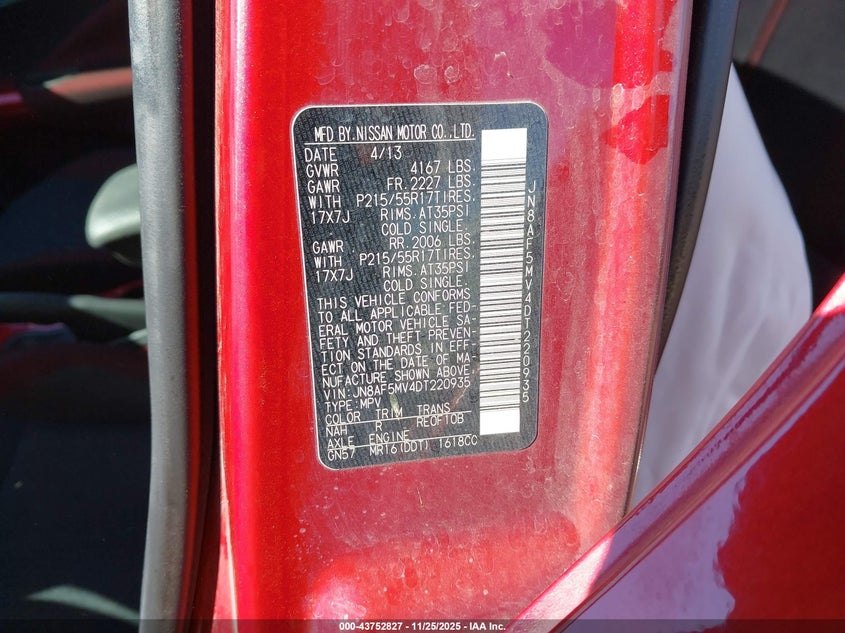 MFD BY.NISSAN MOTOR CO.,LTD.
DATE 4/13
GVWR 4167 LBS.
GAWR FR. 2227 LBS.
WITH P215/55R17TIRES.
17X7J RIMS. AT35PSI
COLD SINGLE.
GAWR RR. 2006 LBS.
WITH P215/55R17TIRES.
17X7J RIMS. AT35PSI
COLD SINGLE.
THIS VEHICLE CONFORMS
TO ALL APPLICABLE FED-
ERAL MOTOR VEHICLE SA-
FETY AND THEFT PREVEN-
TION STANDARDS IN EFF-
ECT ON THE DATE OF MA-
NUFACTURE SHOWN ABOVE.
VIN:JN8AF5MV4DT220935
TYPE:MPV
COLOR TRIM TRANS
NAH R RE0F10B
AXLE ENGINE
GN57 MR16(DDT) 1618CC
JN8AF5MV4DT220935
000-43752827 - 11/25/2025 - IAA Inc.